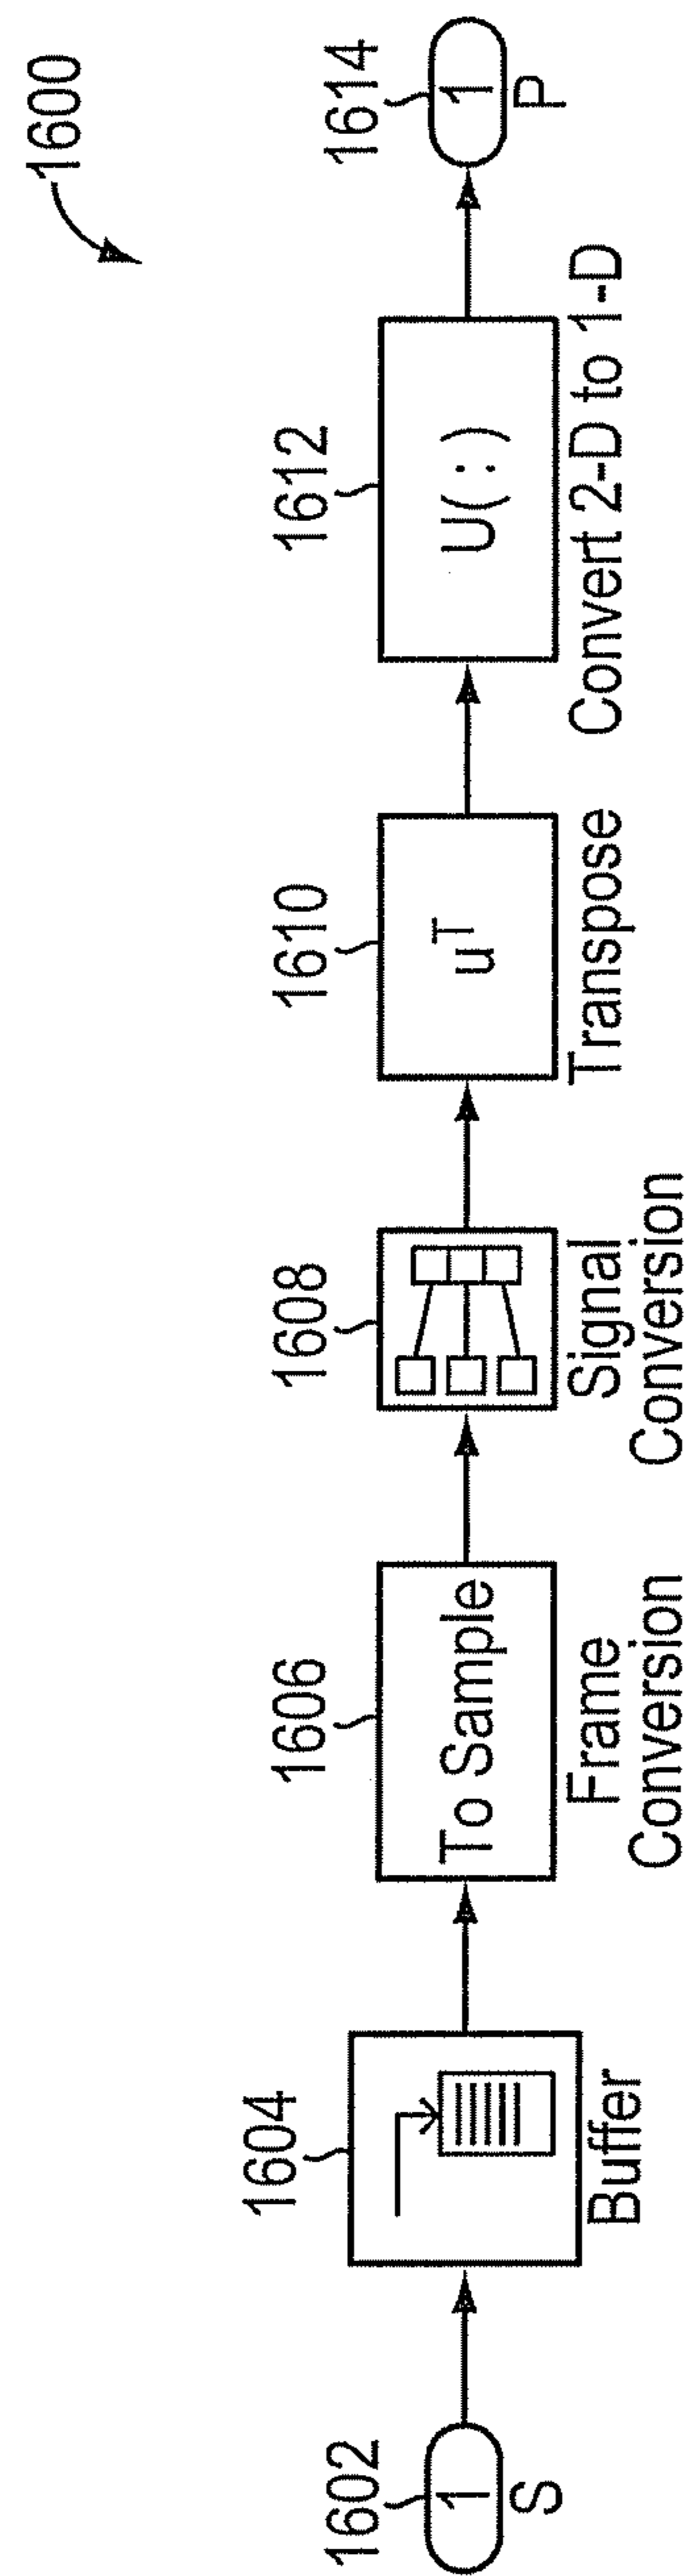 1600
1602
1
S
1604
Buffer
1606
To Sample
Frame
Conversion
1608
Signal
Conversion
1610
u^T
Transpose
1612
U( : )
Convert 2-D to 1-D
1614
1
P